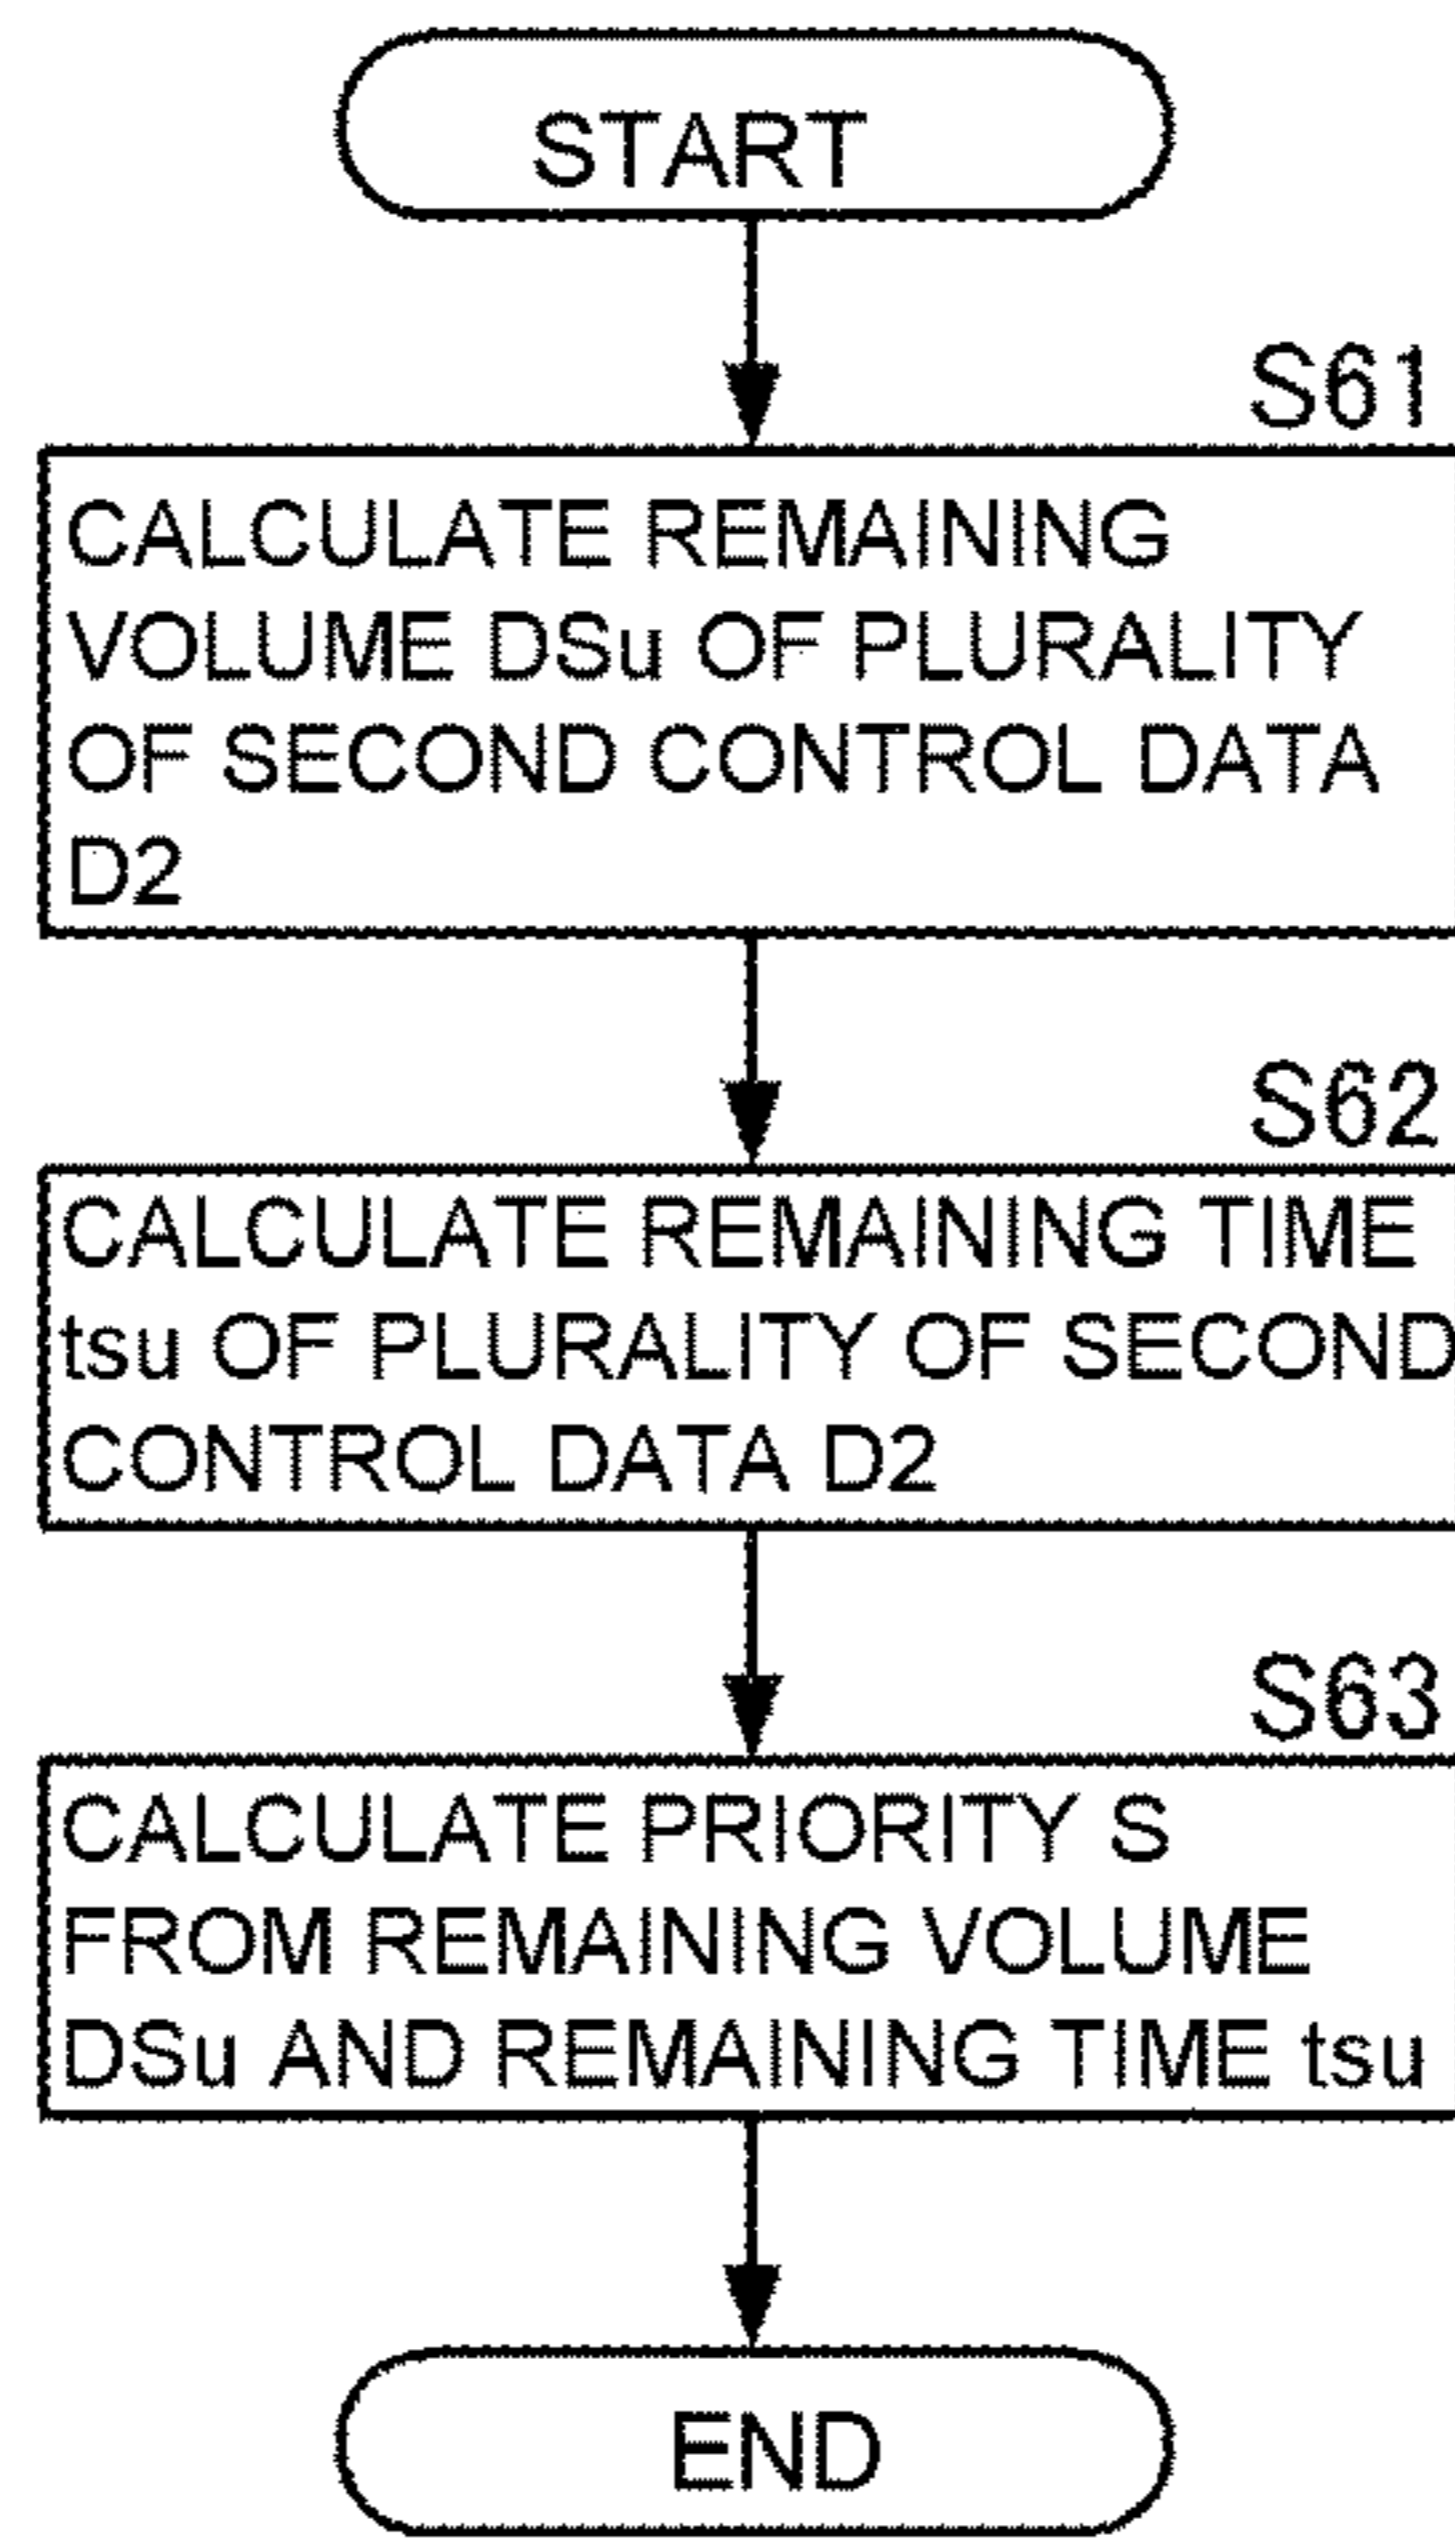 START
S61
CALCULATE REMAINING
VOLUME DSu OF PLURALITY
OF SECOND CONTROL DATA
D2
S62
CALCULATE REMAINING TIME
tsu OF PLURALITY OF SECOND
CONTROL DATA D2
S63
CALCULATE PRIORITY S
FROM REMAINING VOLUME
DSu AND REMAINING TIME tsu
END